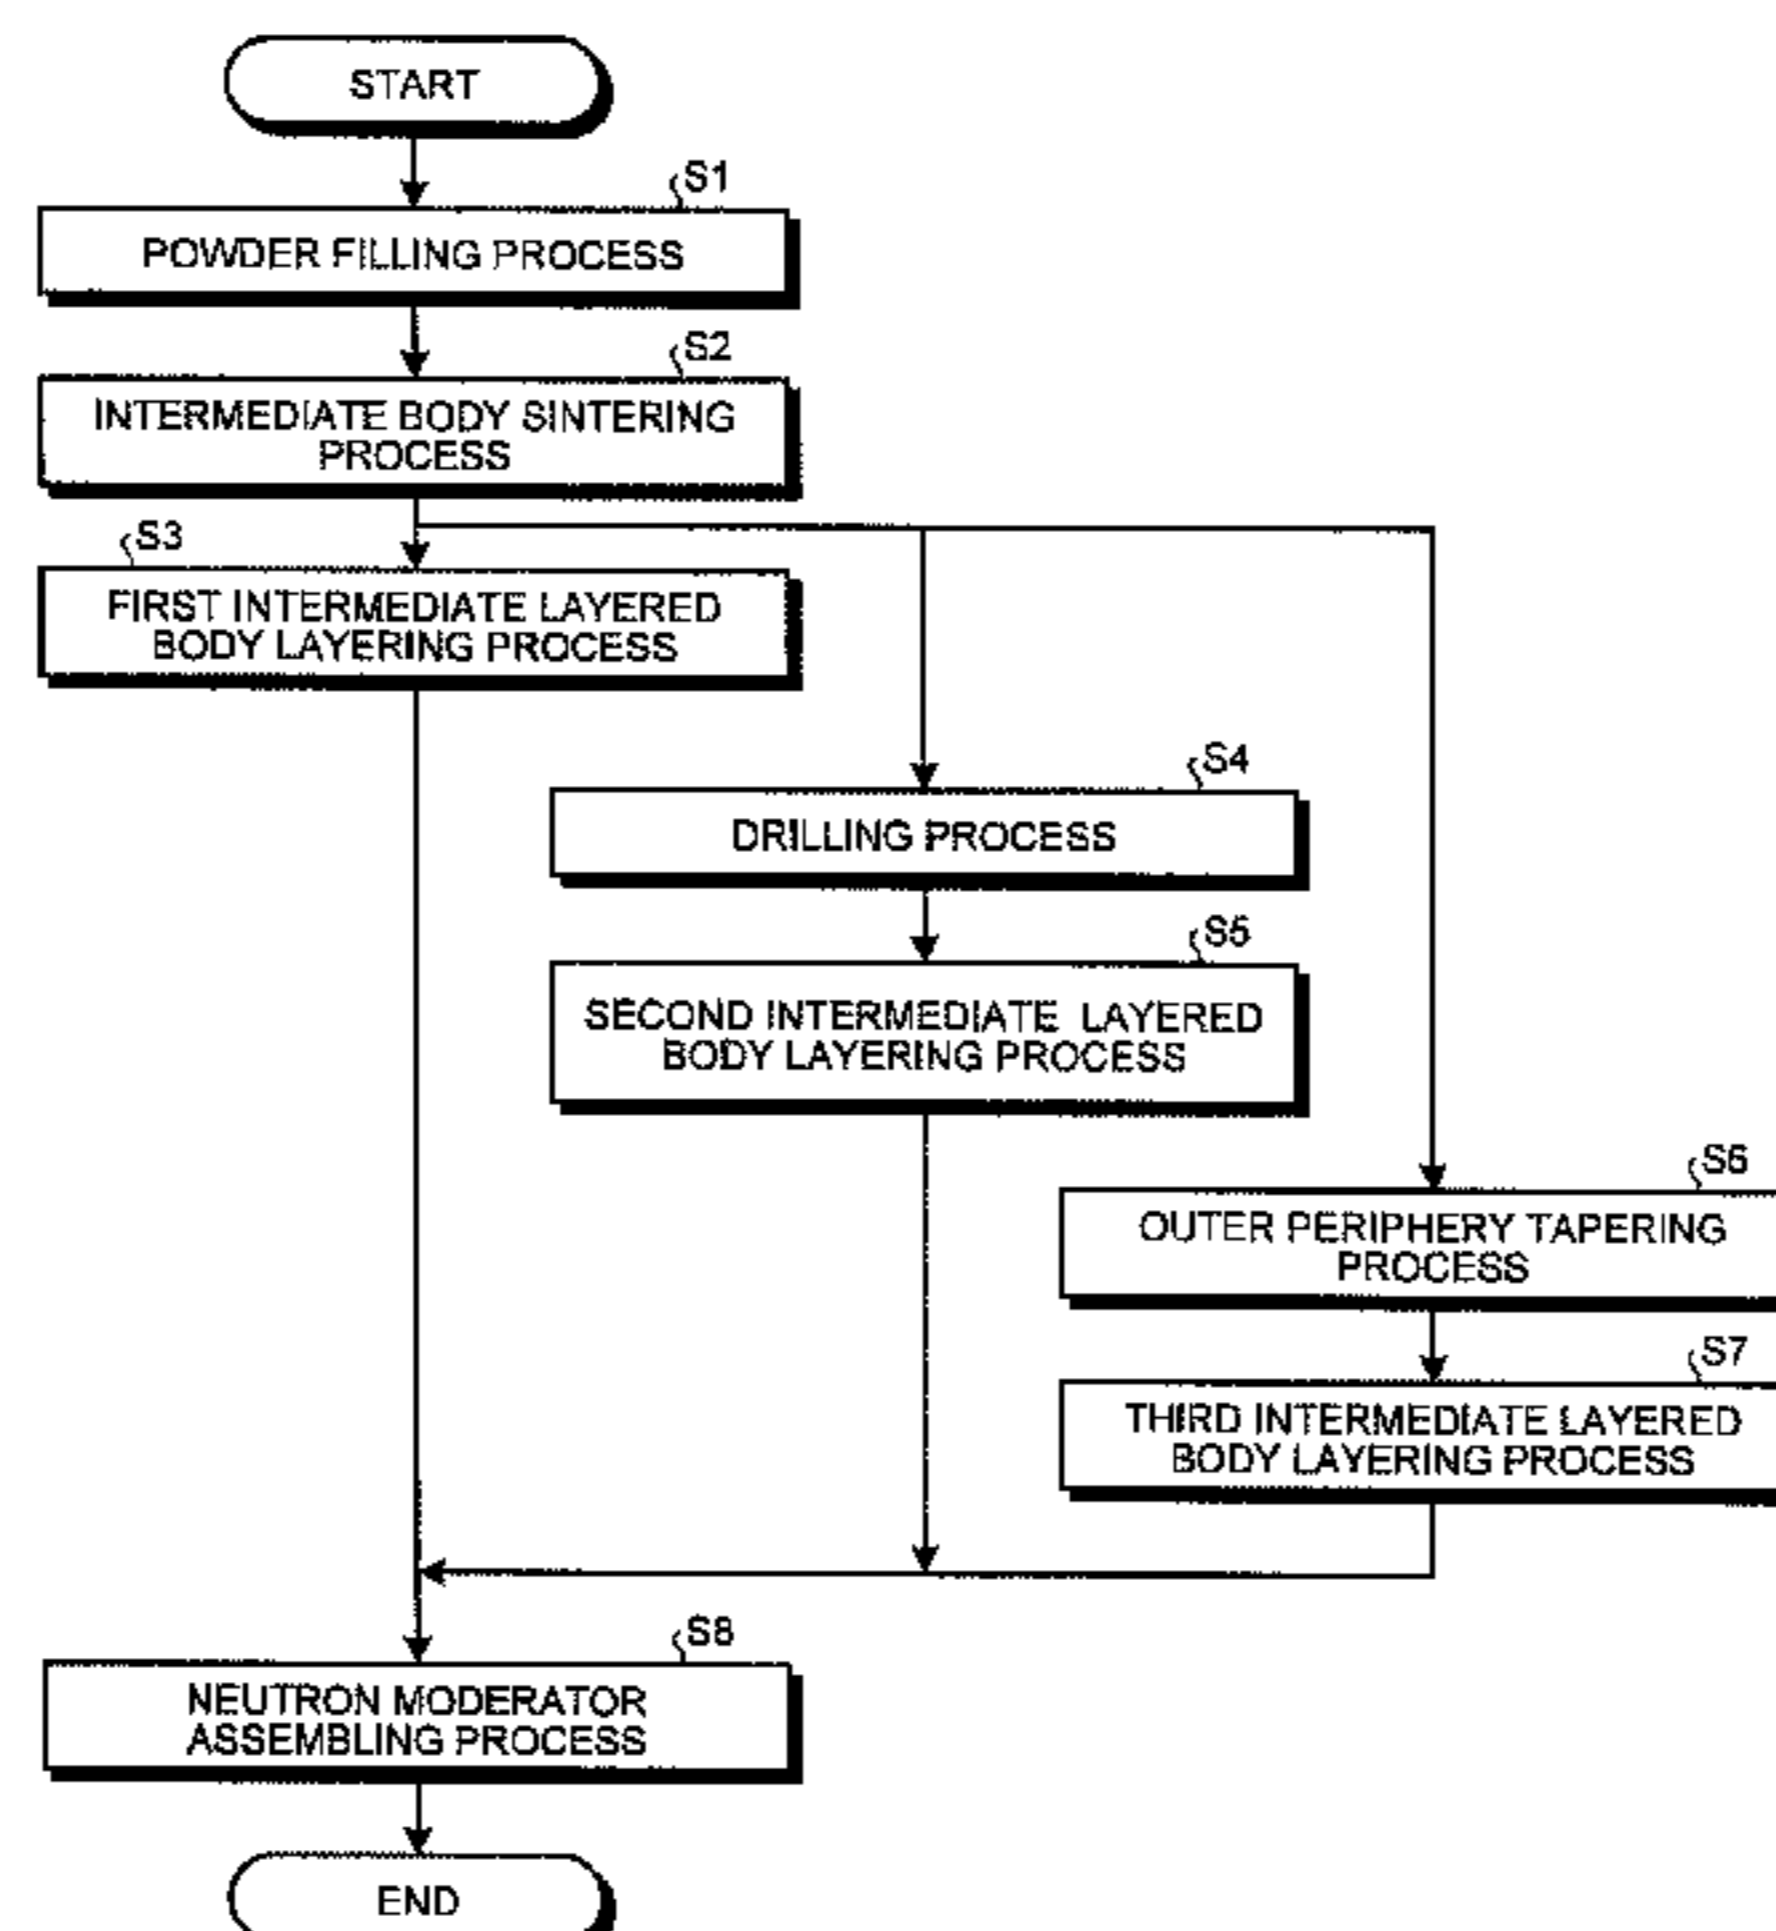 START
S1
POWDER FILLING PROCESS
S2
INTERMEDIATE BODY SINTERING
PROCESS
S3
FIRST INTERMEDIATE LAYERED
BODY LAYERING PROCESS
S4
DRILLING PROCESS
S5
SECOND INTERMEDIATE LAYERED
BODY LAYERING PROCESS
S6
OUTER PERIPHERY TAPERING
PROCESS
S7
THIRD INTERMEDIATE LAYERED
BODY LAYERING PROCESS
S8
NEUTRON MODERATOR
ASSEMBLING PROCESS
END